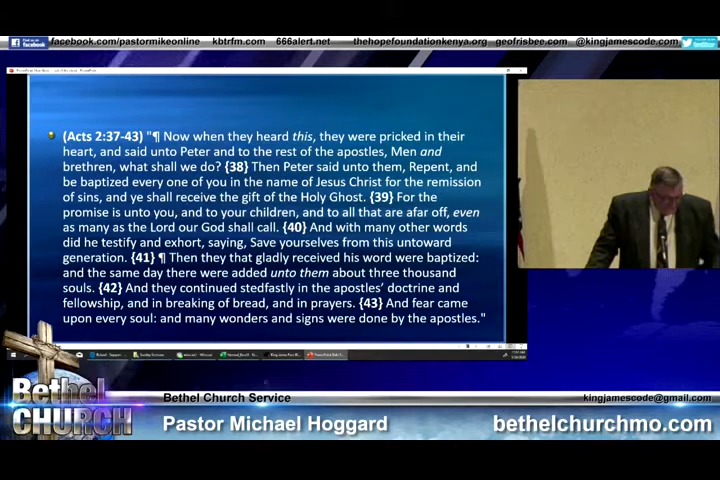 Find us on facebook
facebook.com/pastormikeonline kbtrfm.com 666alert.net thehopefoundationkenya.org geofrisbee.com @kingjamescode.com
twitter
(Acts 2:37-43) "¶ Now when they heard this, they were pricked in their
heart, and said unto Peter and to the rest of the apostles, Men and
brethren, what shall we do? {38} Then Peter said unto them, Repent, and
be baptized every one of you in the name of Jesus Christ for the remission
of sins, and ye shall receive the gift of the Holy Ghost. {39} For the
promise is unto you, and to your children, and to all that are afar off, even
as many as the Lord our God shall call. {40} And with many other words
did he testify and exhort, saying, Save yourselves from this untoward
generation. {41} ¶ Then they that gladly received his word were baptized:
and the same day there were added unto them about three thousand
souls. {42} And they continued stedfastly in the apostles' doctrine and
fellowship, and in breaking of bread, and in prayers. {43} And fear came
upon every soul: and many wonders and signs were done by the apostles."
Bethel
CHURCH
Bethel Church Service
kingjamescode@gmail.com
Pastor Michael Hoggard
bethelchurchmo.com